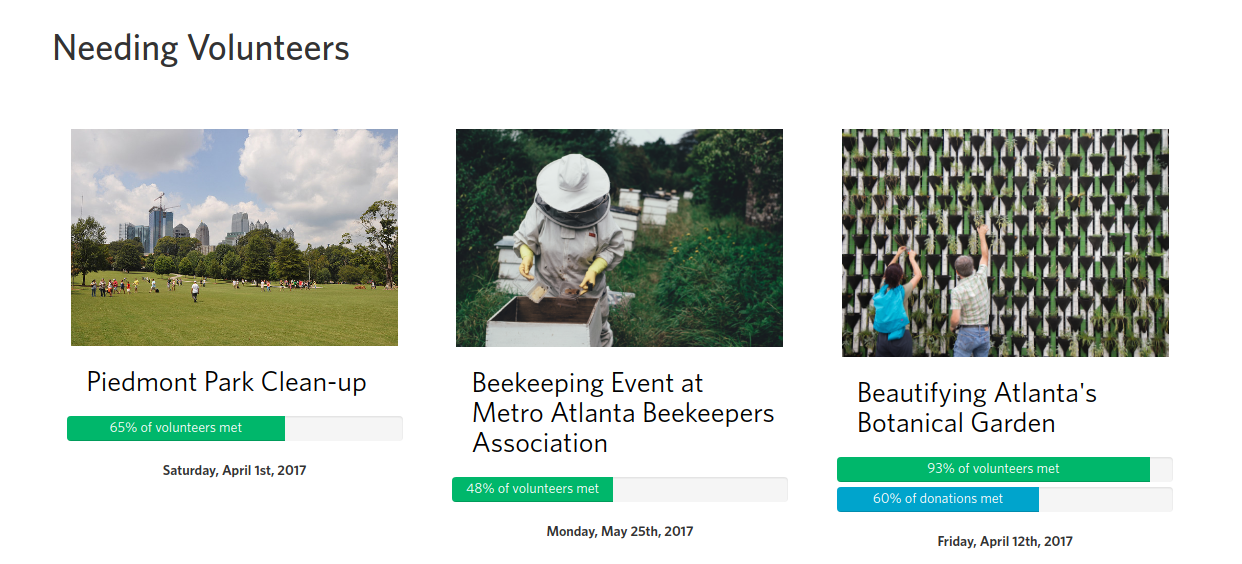 Needing Volunteers
Piedmont Park Clean-up
65% of volunteers met
Saturday, April 1st, 2017
Beekeeping Event at
Metro Atlanta Beekeepers
Association
48% of volunteers met
Monday, May 25th, 2017
Beautifying Atlanta's
Botanical Garden
93% of volunteers met
60% of donations met
Friday, April 12th, 2017